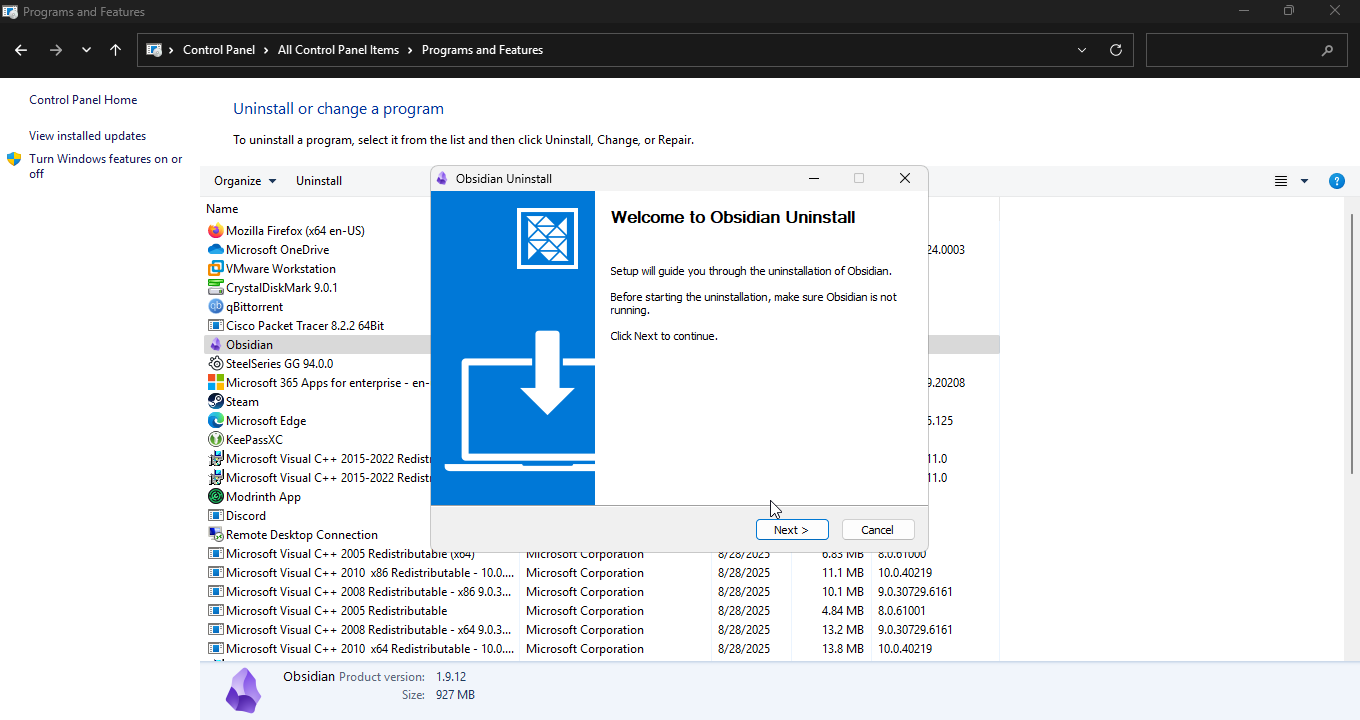 Programs and Features
Control Panel > All Control Panel Items > Programs and Features
Control Panel Home
View installed updates
Turn Windows features on or
off
Uninstall or change a program
To uninstall a program, select it from the list and then click Uninstall, Change, or Repair.
Organize Uninstall
Name
Mozilla Firefox (x64 en-US)
Microsoft OneDrive 24.0003
VMware Workstation
CrystalDiskMark 9.0.1
qBittorrent
Cisco Packet Tracer 8.2.2 64Bit
Obsidian
SteelSeries GG 94.0.0
Microsoft 365 Apps for enterprise - en- 9.20208
Steam
Microsoft Edge 5.125
KeePassXC
Microsoft Visual C++ 2015-2022 Redistr 11.0
Microsoft Visual C++ 2015-2022 Redistr 11.0
Modrinth App
Discord
Remote Desktop Connection
Microsoft Visual C++ 2005 Redistributable (x64) Microsoft Corporation 8/28/2025 6.83 MB 8.0.61000
Microsoft Visual C++ 2010 x86 Redistributable - 10.0.... Microsoft Corporation 8/28/2025 11.1 MB 10.0.40219
Microsoft Visual C++ 2008 Redistributable - x86 9.0.3... Microsoft Corporation 8/28/2025 10.1 MB 9.0.30729.6161
Microsoft Visual C++ 2005 Redistributable Microsoft Corporation 8/28/2025 4.84 MB 8.0.61001
Microsoft Visual C++ 2008 Redistributable - x64 9.0.3... Microsoft Corporation 8/28/2025 13.2 MB 9.0.30729.6161
Microsoft Visual C++ 2010 x64 Redistributable - 10.0.... Microsoft Corporation 8/28/2025 13.8 MB 10.0.40219
Obsidian Uninstall
Welcome to Obsidian Uninstall
Setup will guide you through the uninstallation of Obsidian.
Before starting the uninstallation, make sure Obsidian is not
running.
Click Next to continue.
Next > Cancel
Obsidian Product version: 1.9.12
Size: 927 MB